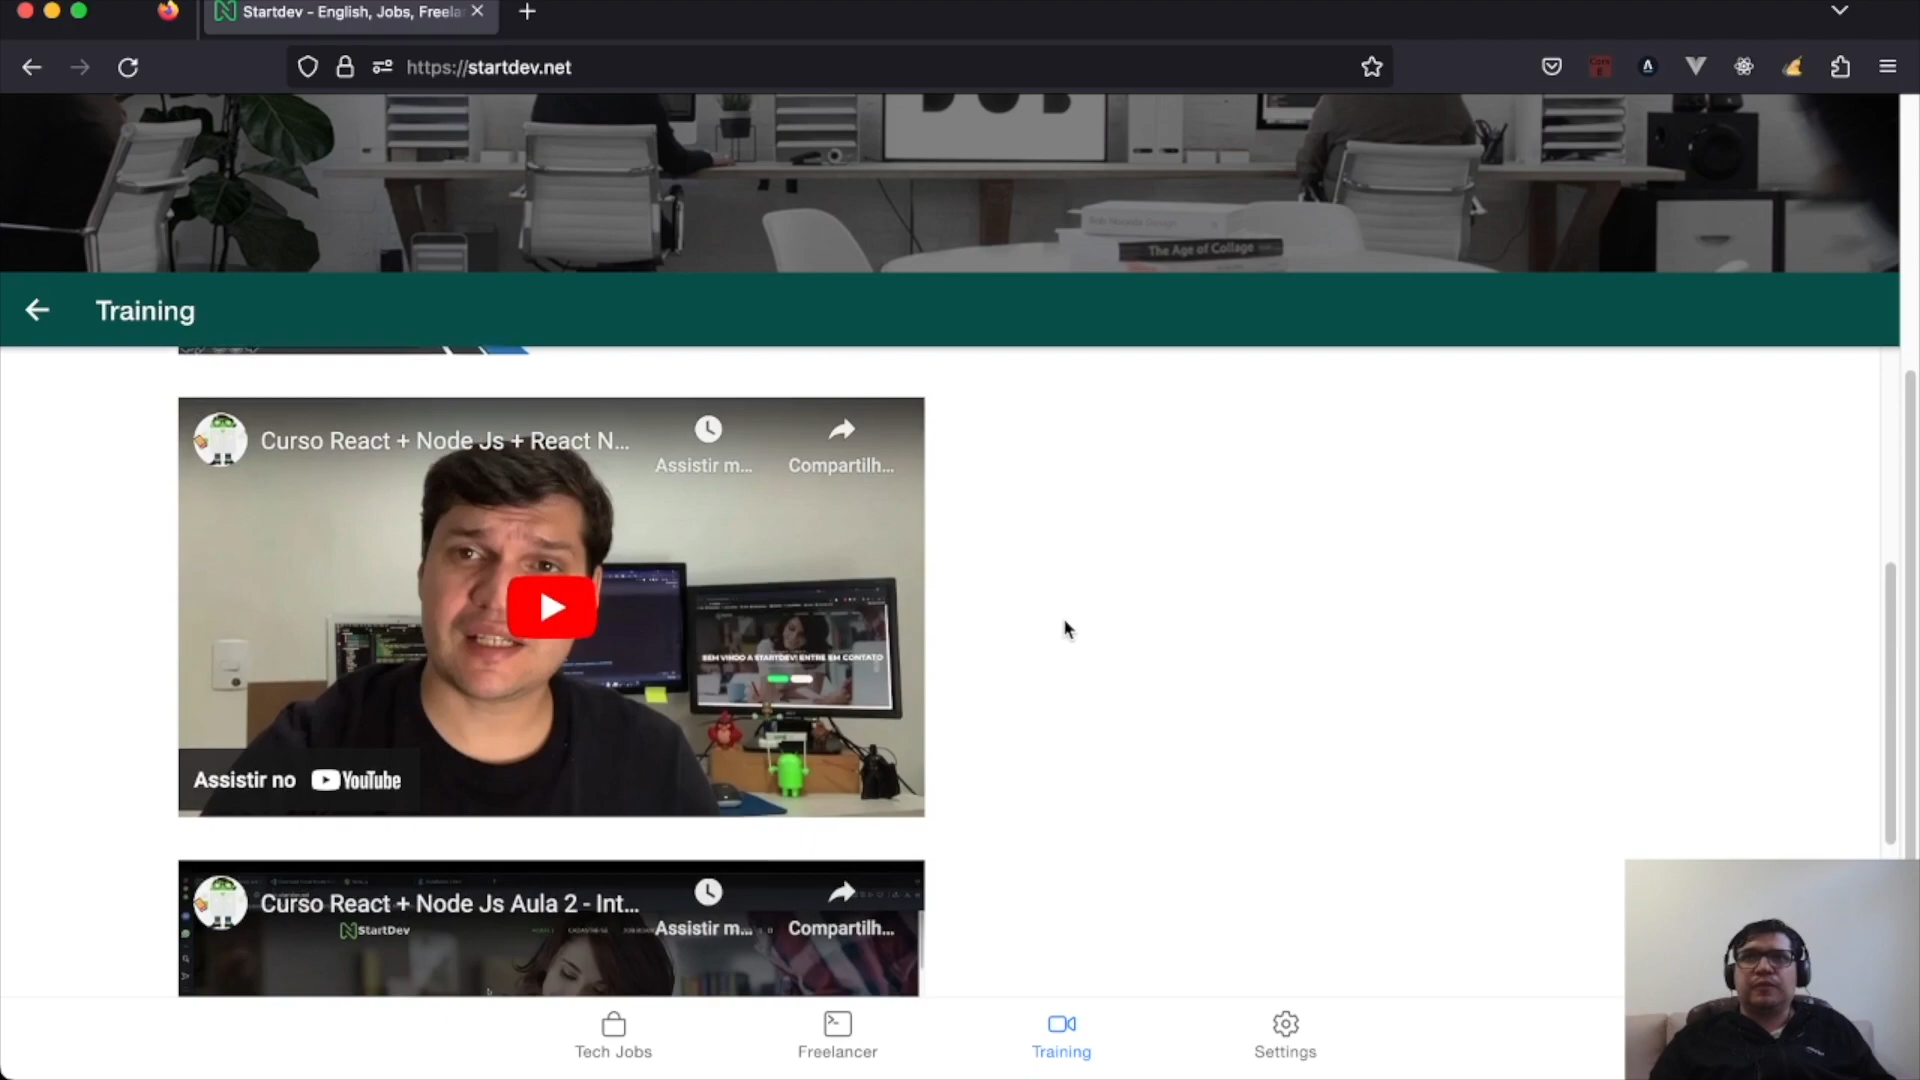 Startdev - English, Jobs, Freela
https://startdev.net
The Age of Collage
Training
Curso React + Node Js + React N...
Assistir m...
Compartilh...
BEM VINDO A STARTDEV! ENTRE EM CONTATO
Assistir no YouTube
Curso React + Node Js Aula 2 - Int...
Assistir m...
Compartilh...
StartDev
Tech Jobs
Freelancer
Training
Settings